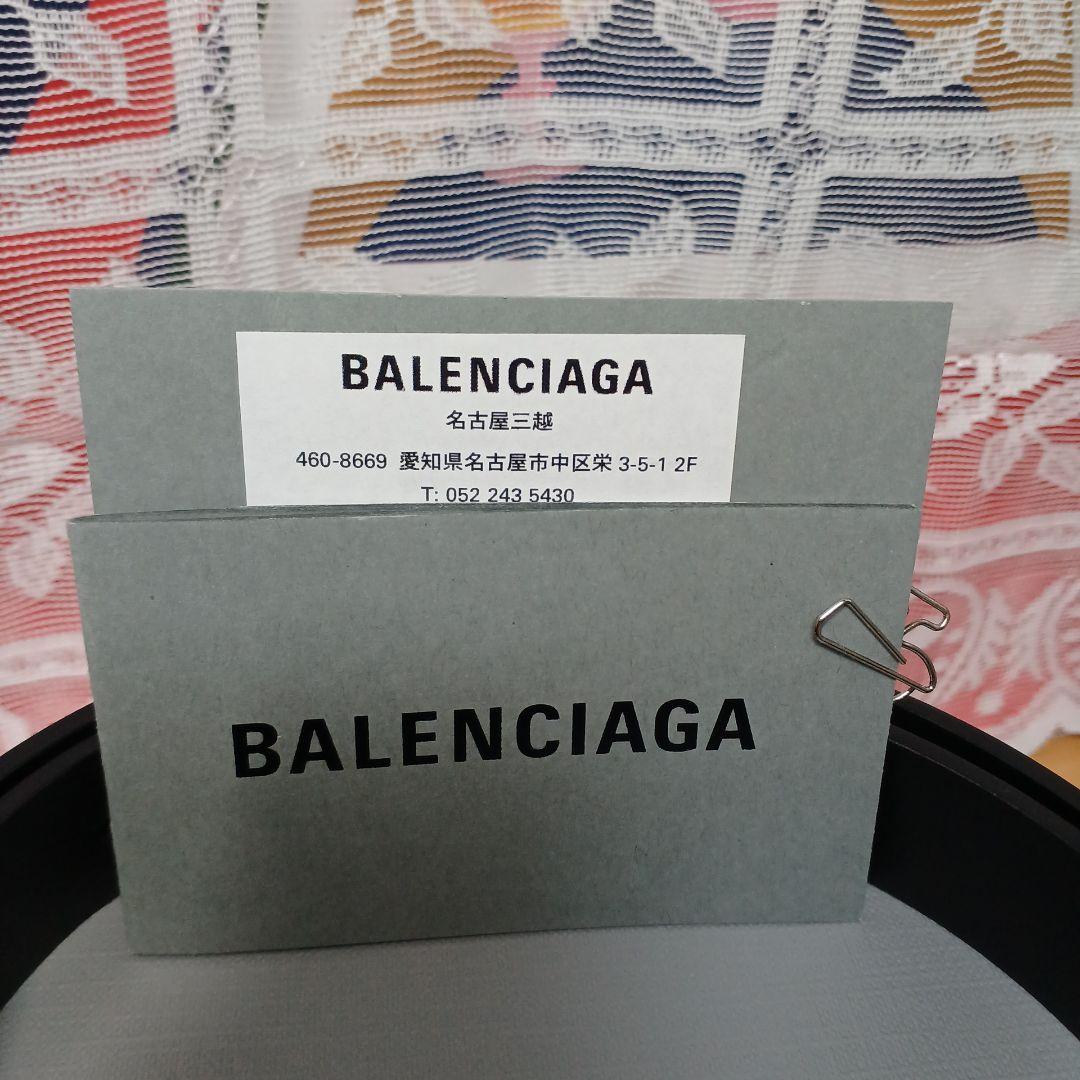 BALENCIAGA
名古屋三越
460-8669 愛知県名古屋市中区栄 3-5-1 2F
T: 052 243 5430
BALENCIAGA